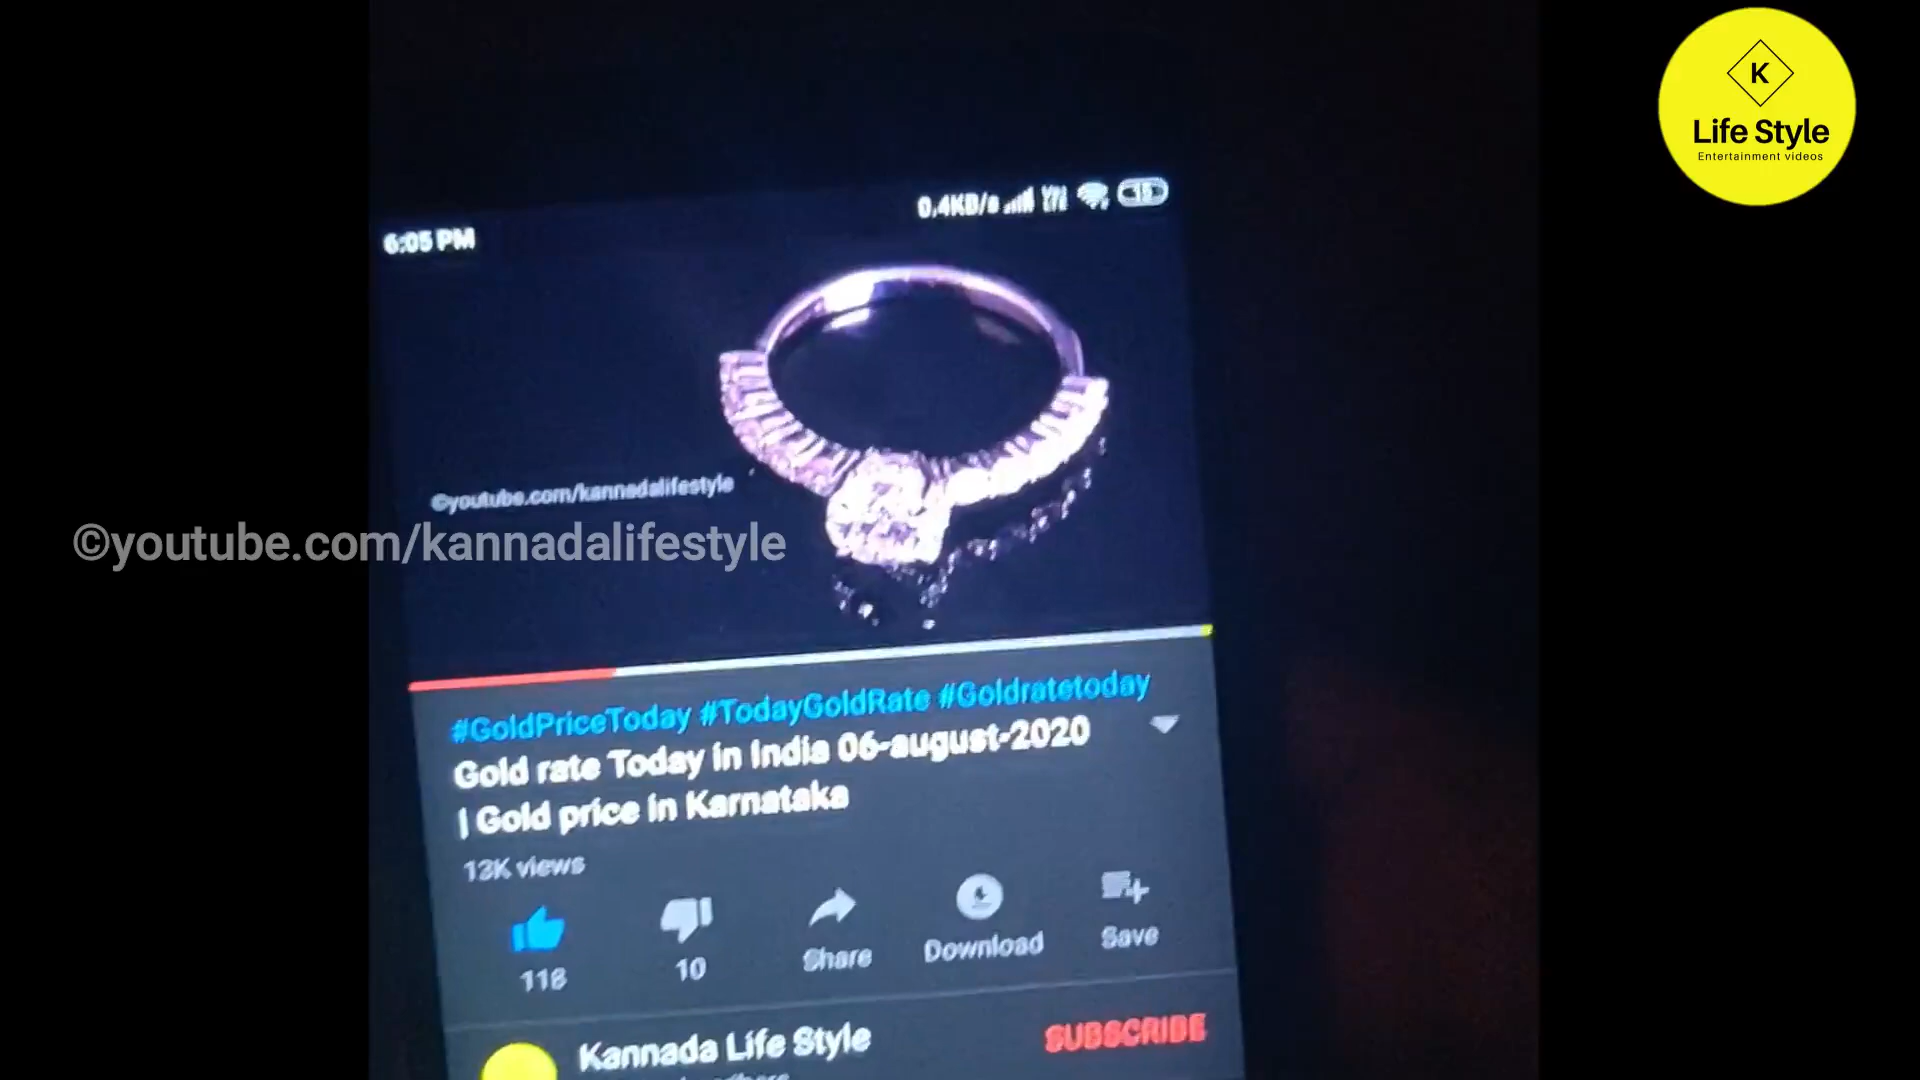 K
Life Style
Entertainment videos
6:05 PM
0.4KB/s
15
©youtube.com/kannadalifestyle
©youtube.com/kannadalifestyle
#GoldPriceToday #TodayGoldRate #Goldratetoday
Gold rate Today in India 06-august-2020
| Gold price in Karnataka
13K views
118
10
Share
Download
Save
Kannada Life Style
SUBSCRIBE